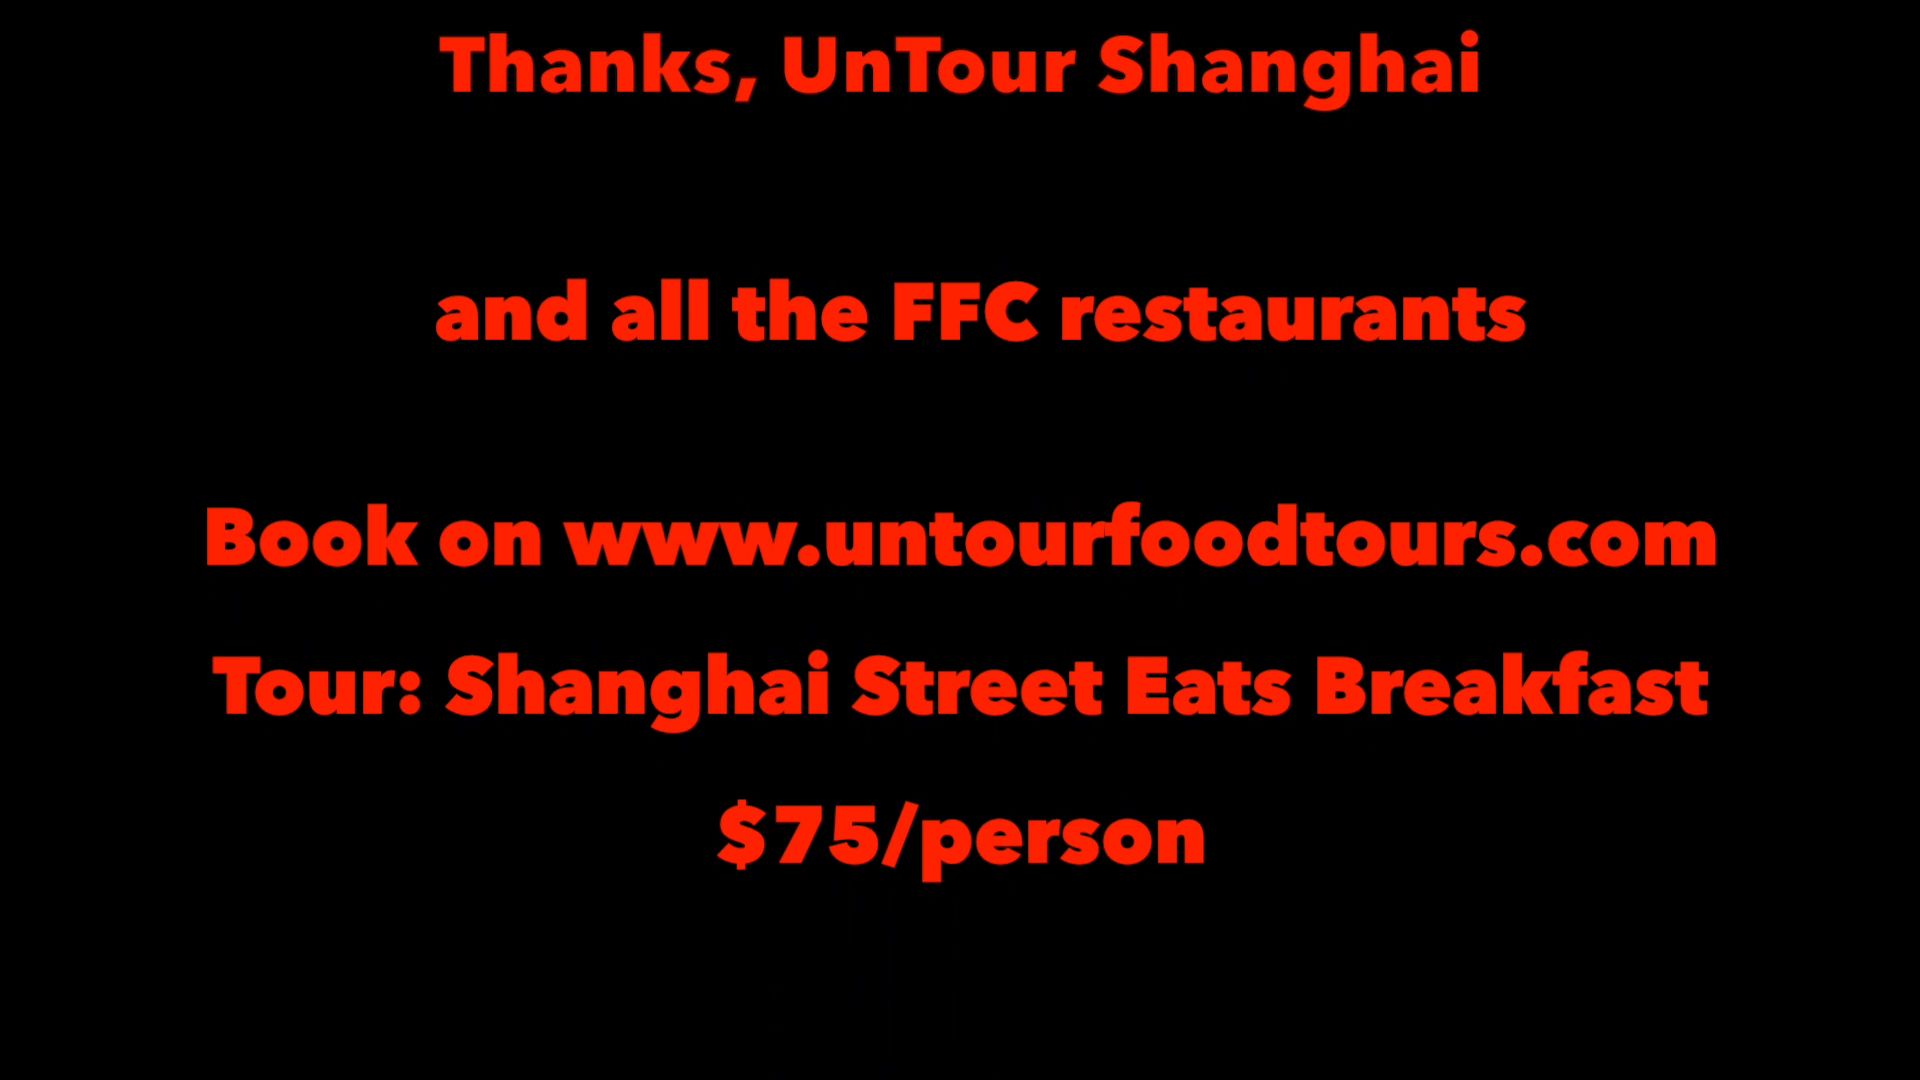 Thanks, UnTour Shanghai
and all the FFC restaurants
Book on www.untourfoodtours.com
Tour: Shanghai Street Eats Breakfast
$75/person